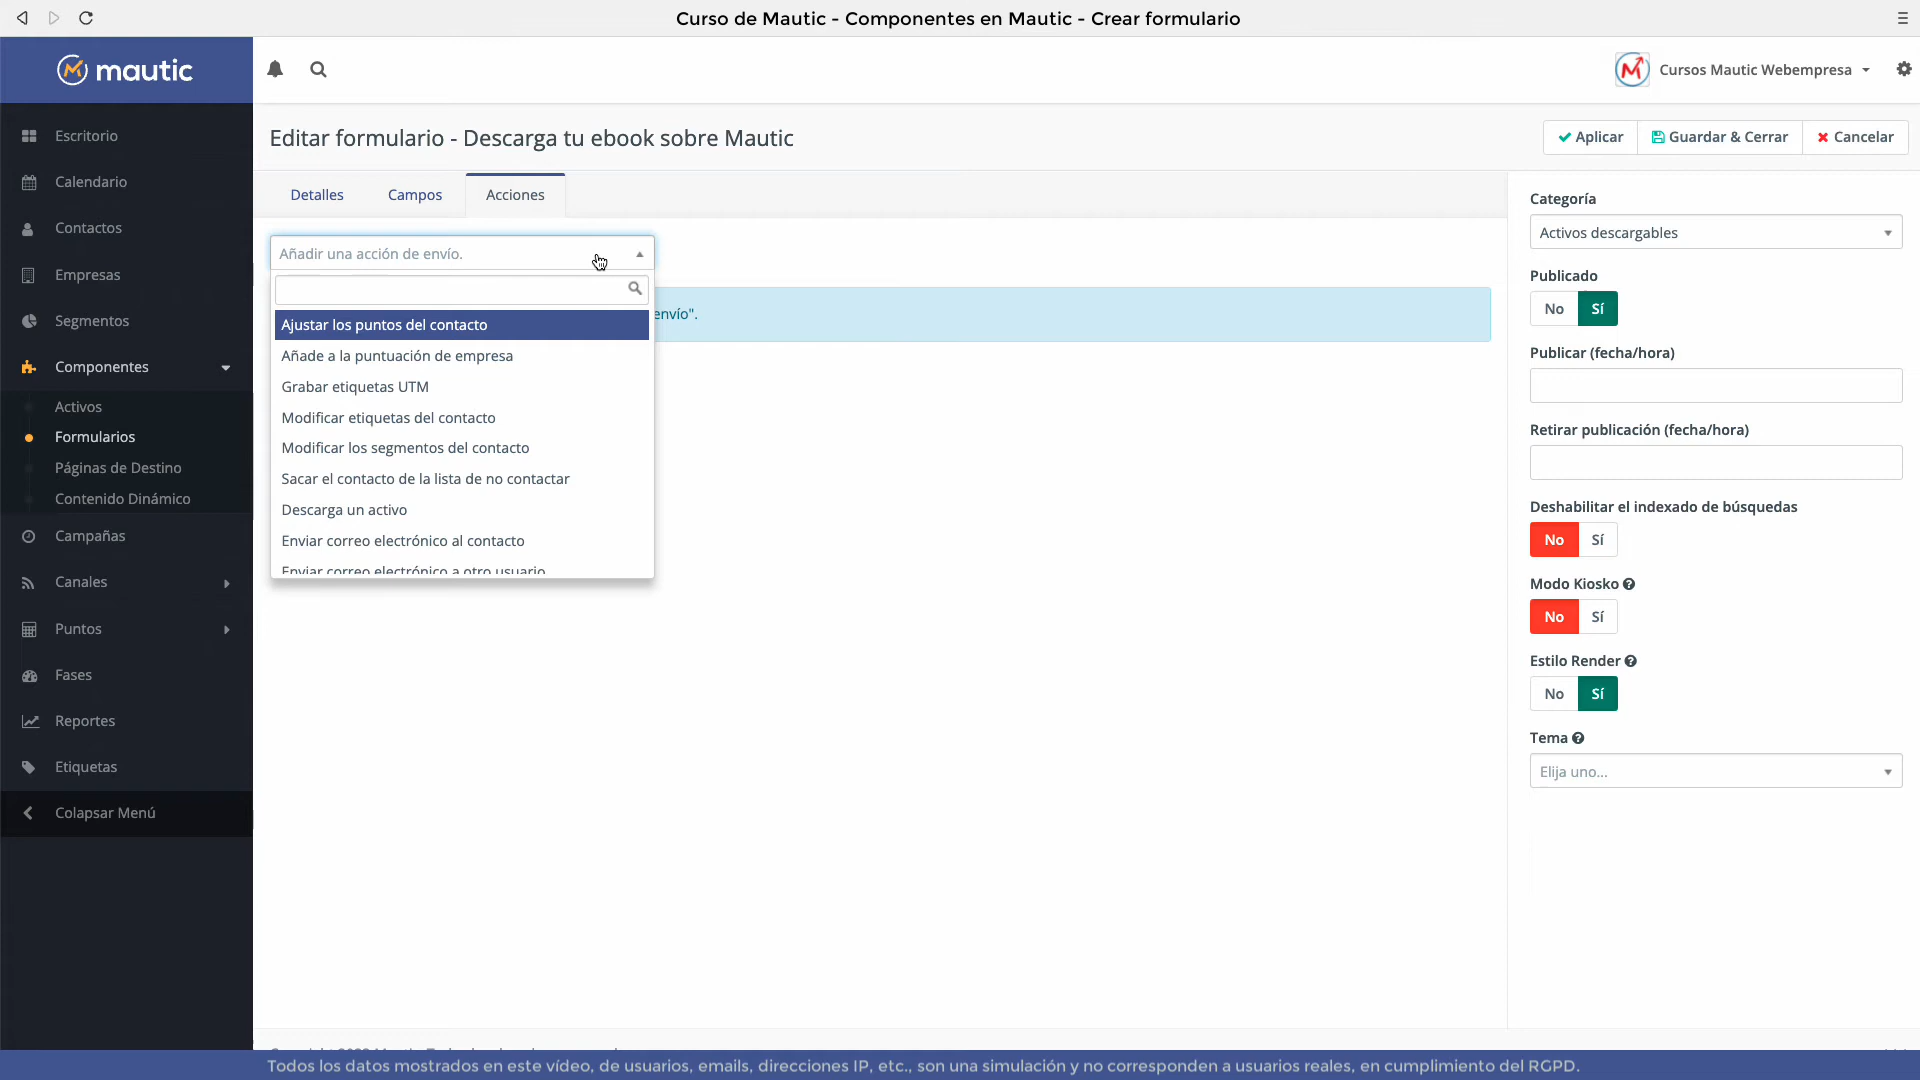 Curso de Mautic - Componentes en Mautic - Crear formulario
mautic
Cursos Mautic Webempresa
Editar formulario - Descarga tu ebook sobre Mautic
Aplicar
Guardar & Cerrar
Cancelar
Escritorio
Calendario
Contactos
Empresas
Segmentos
Componentes
Activos
Formularios
Páginas de Destino
Contenido Dinámico
Campañas
Canales
Puntos
Fases
Reportes
Etiquetas
Colapsar Menú
Detalles
Campos
Acciones
Añadir una acción de envío.
envío".
Ajustar los puntos del contacto
Añade a la puntuación de empresa
Grabar etiquetas UTM
Modificar etiquetas del contacto
Modificar los segmentos del contacto
Sacar el contacto de la lista de no contactar
Descarga un activo
Enviar correo electrónico al contacto
Enviar correo electrónico a otro usuario
Categoría
Activos descargables
Publicado
No Sí
Publicar (fecha/hora)
Retirar publicación (fecha/hora)
Deshabilitar el indexado de búsquedas
No Sí
Modo Kiosko
No Sí
Estilo Render
No Sí
Tema
Elija uno...
Todos los datos mostrados en este vídeo, de usuarios, emails, direcciones IP, etc., son una simulación y no corresponden a usuarios reales, en cumplimiento del RGPD.